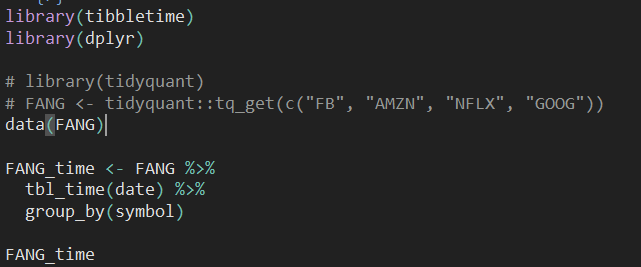 library(tibbletime)
library(dplyr)
# library(tidyquant)
# FANG <- tidyquant::tq_get(c("FB", "AMZN", "NFLX", "GOOG"))
data(FANG)
FANG_time <- FANG %>%
  tbl_time(date) %>%
  group_by(symbol)
FANG_time